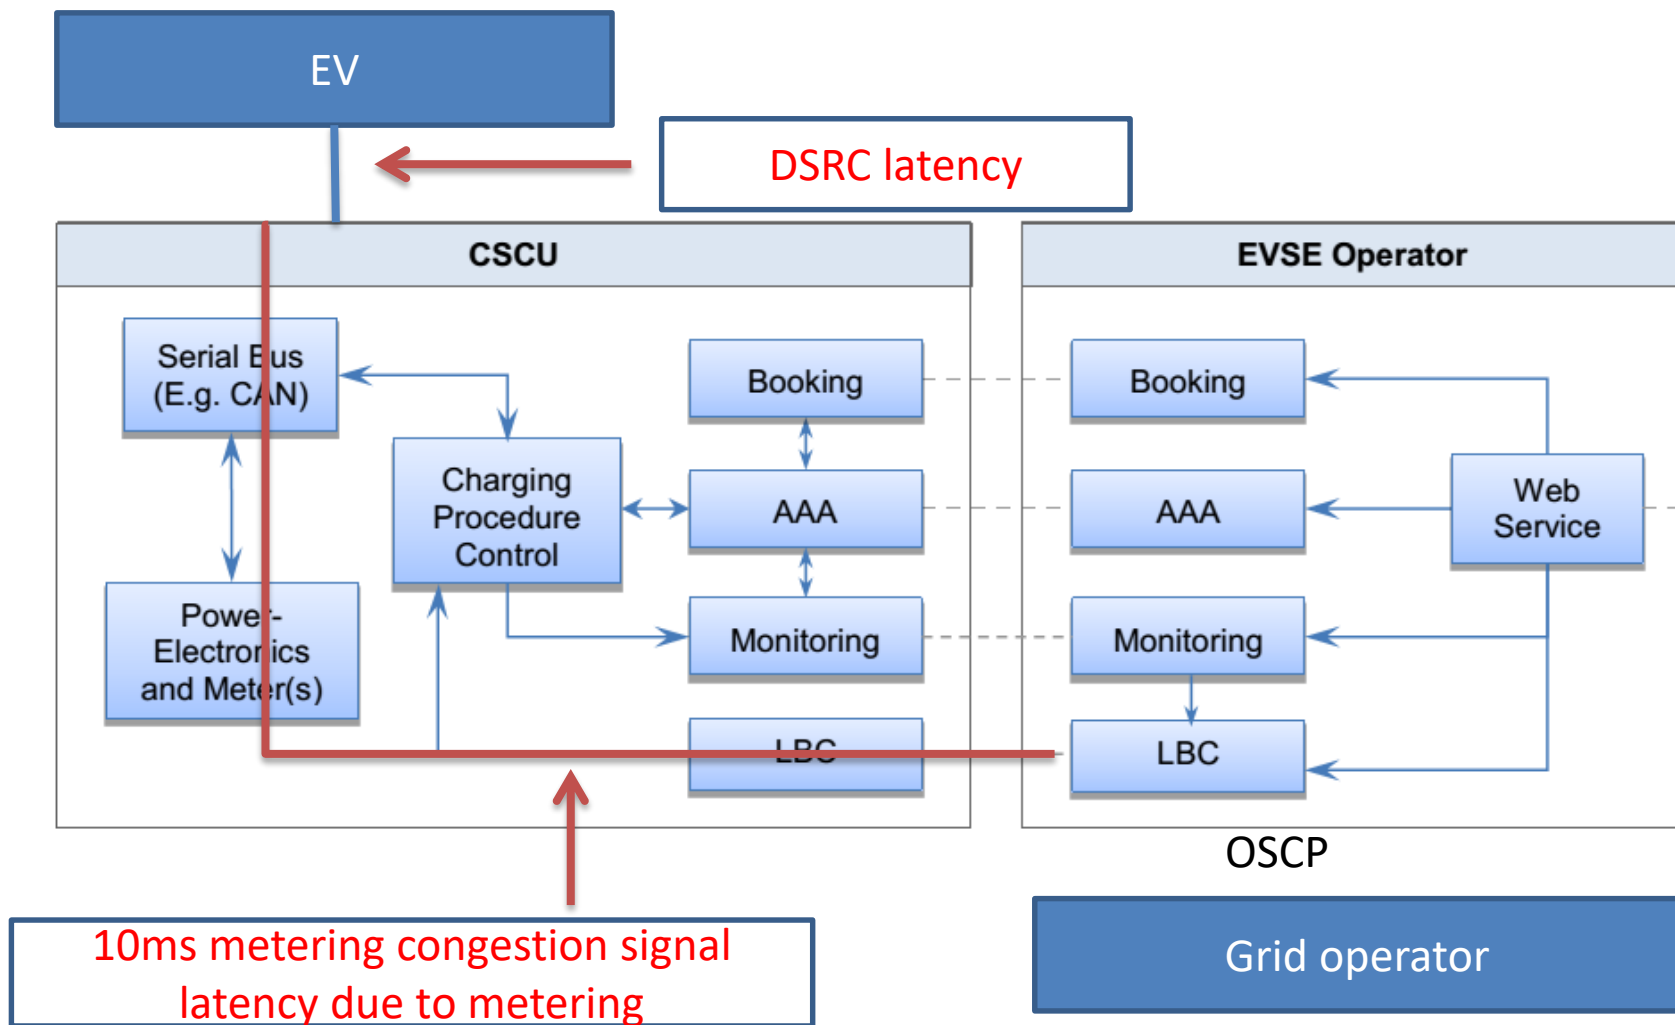 EV
DSRC latency
CSCU
EVSE Operator
Serial Bus
(E.g. CAN)
Booking
Booking
Charging
Procedure
Control
AAA
AAA
Web
Service
Power-
Electronics
and Meter(s)
Monitoring
Monitoring
LBC
LBC
OSCP
10ms metering congestion signal
latency due to metering
Grid operator